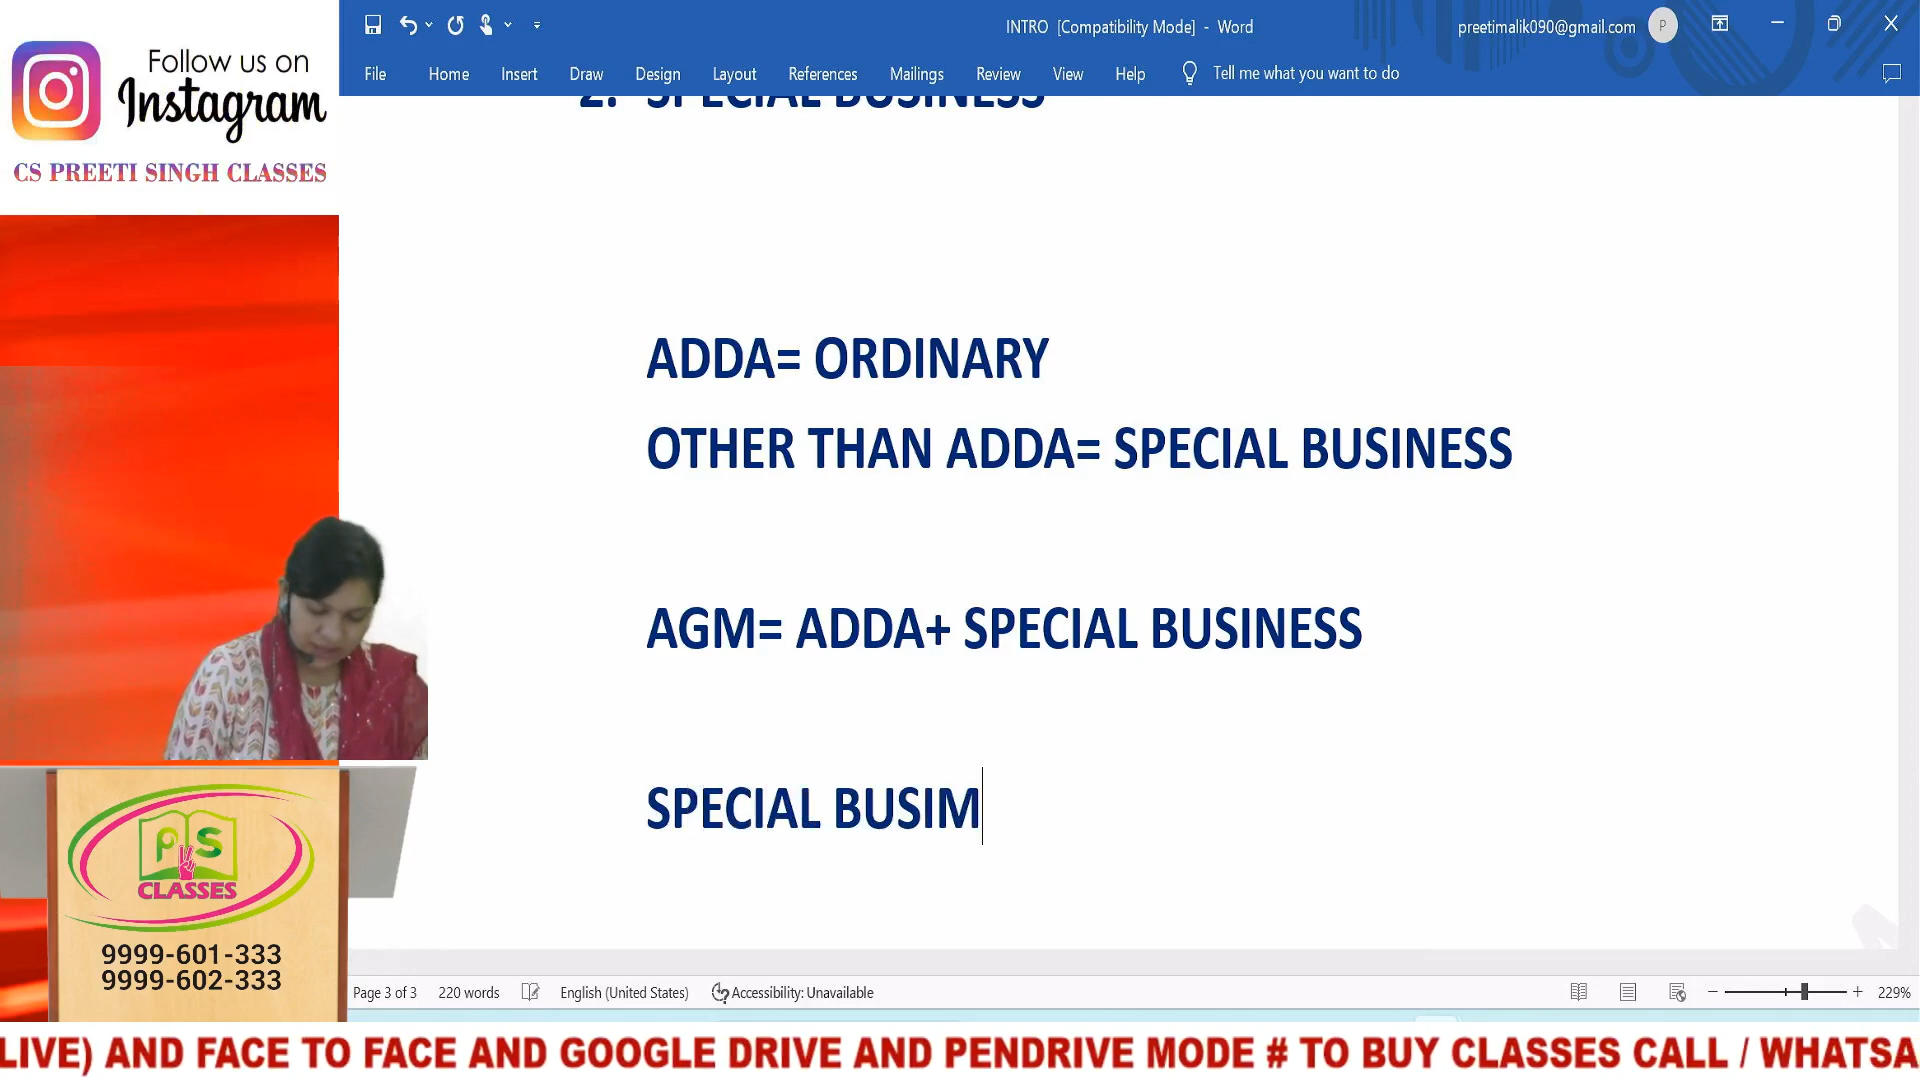 Follow us on
Instagram
CS PREETI SINGH CLASSES
INTRO [Compatibility Mode] - Word
preetimalik090@gmail.com
P
File Home Insert Draw Design Layout References Mailings Review View Help Tell me what you want to do
2. SPECIAL BUSINESS
ADDA= ORDINARY
OTHER THAN ADDA= SPECIAL BUSINESS
AGM= ADDA+ SPECIAL BUSINESS
SPECIAL BUSIM
PS
CLASSES
9999-601-333
9999-602-333
Page 3 of 3 220 words English (United States) Accessibility: Unavailable
229%
LIVE) AND FACE TO FACE AND GOOGLE DRIVE AND PENDRIVE MODE # TO BUY CLASSES CALL / WHATSA